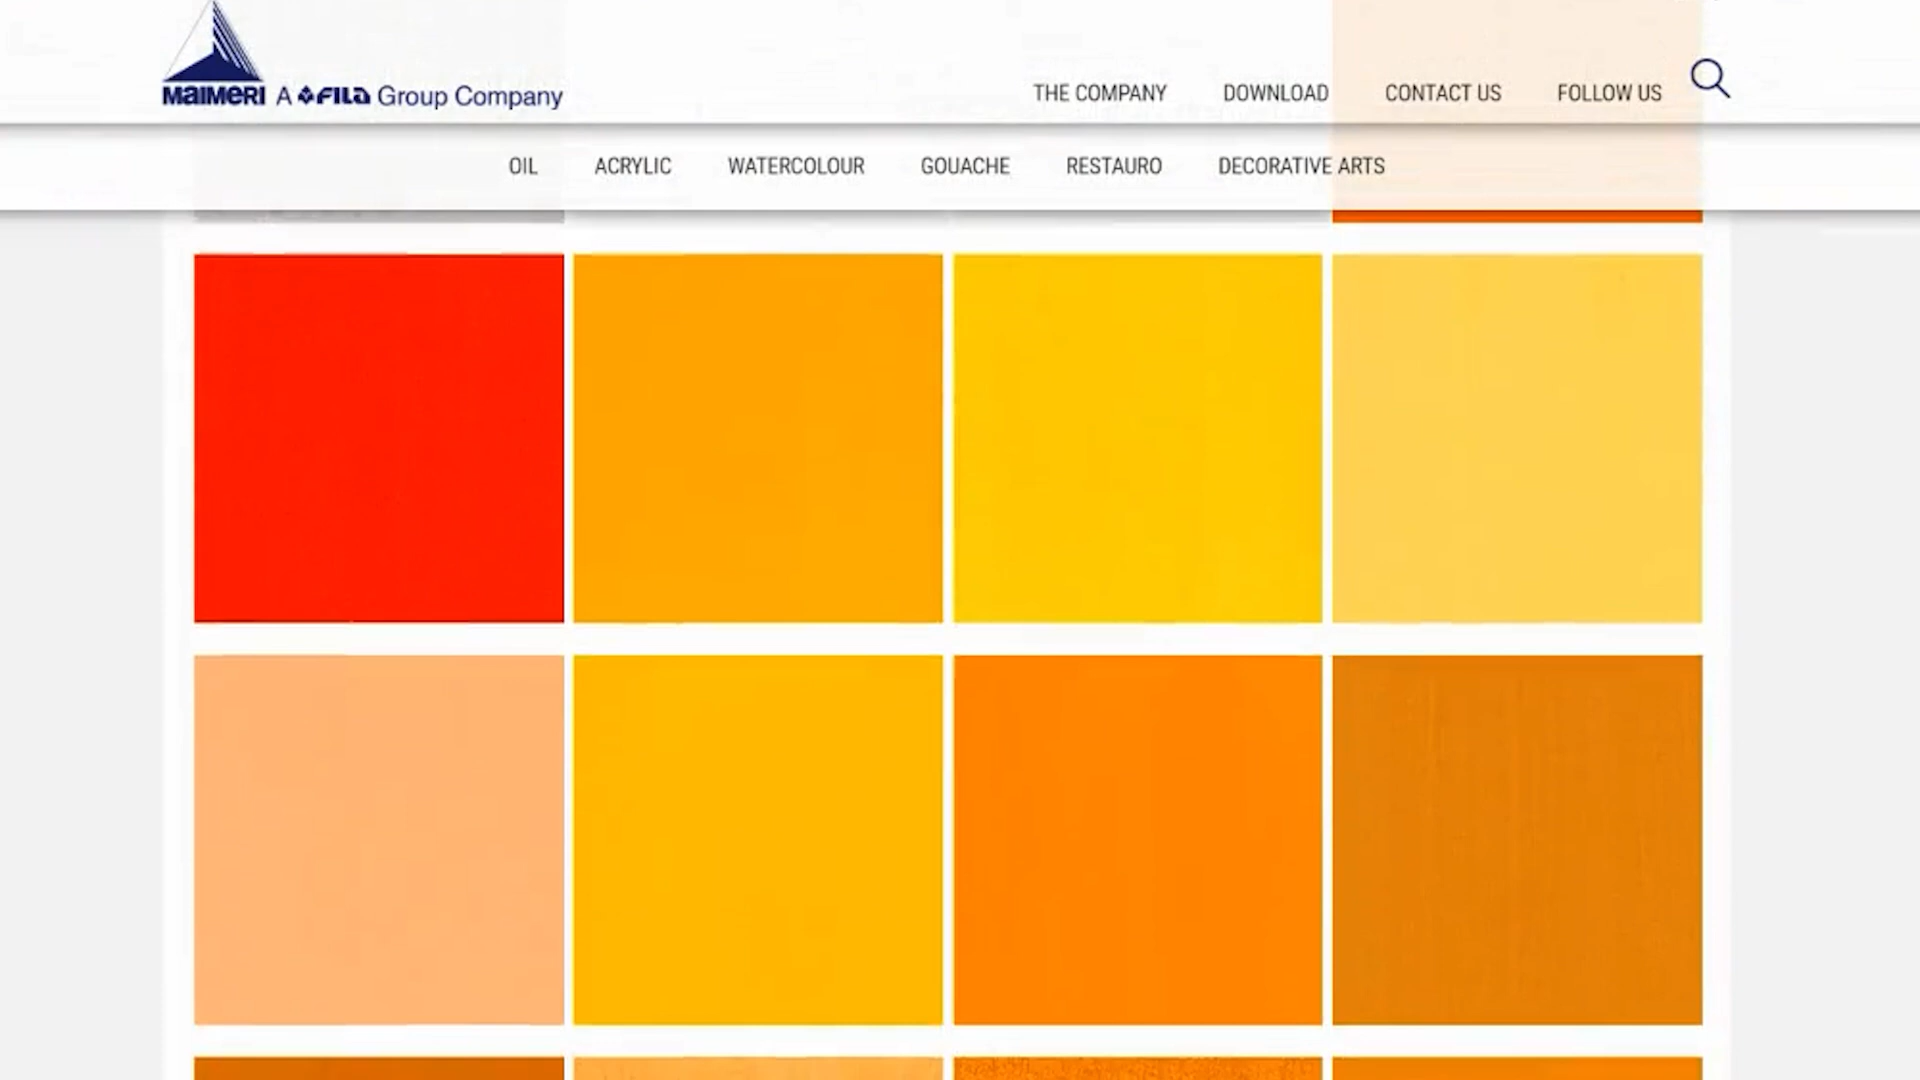 MAIMERI A FILA Group Company
THE COMPANY DOWNLOAD CONTACT US FOLLOW US
OIL ACRYLIC WATERCOLOUR GOUACHE RESTAURO DECORATIVE ARTS